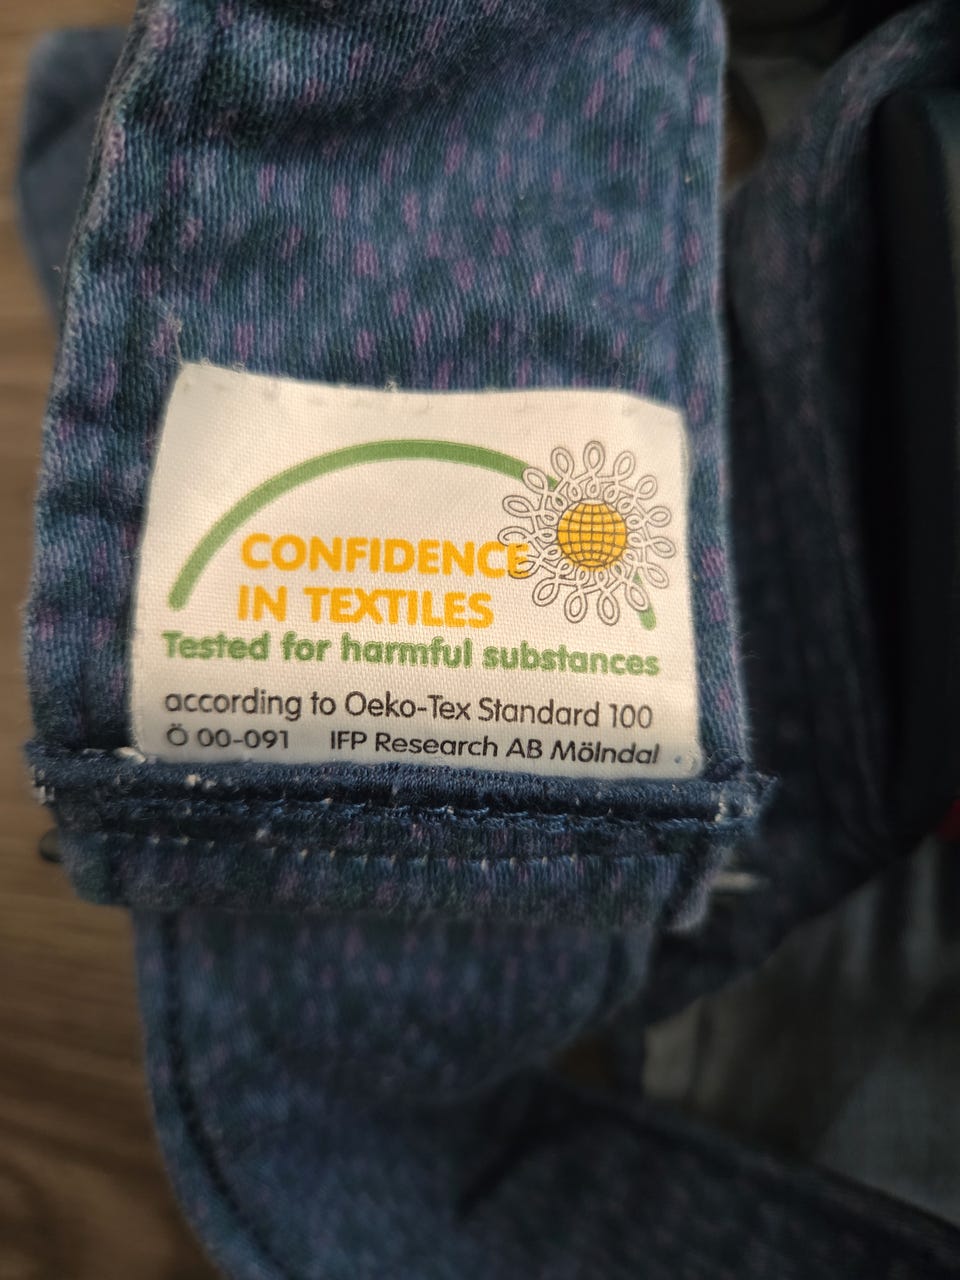 CONFIDENCE
IN TEXTILES
Tested for harmful substances
according to Oeko-Tex Standard 100
Ö 00-091 IFP Research AB Mölndal